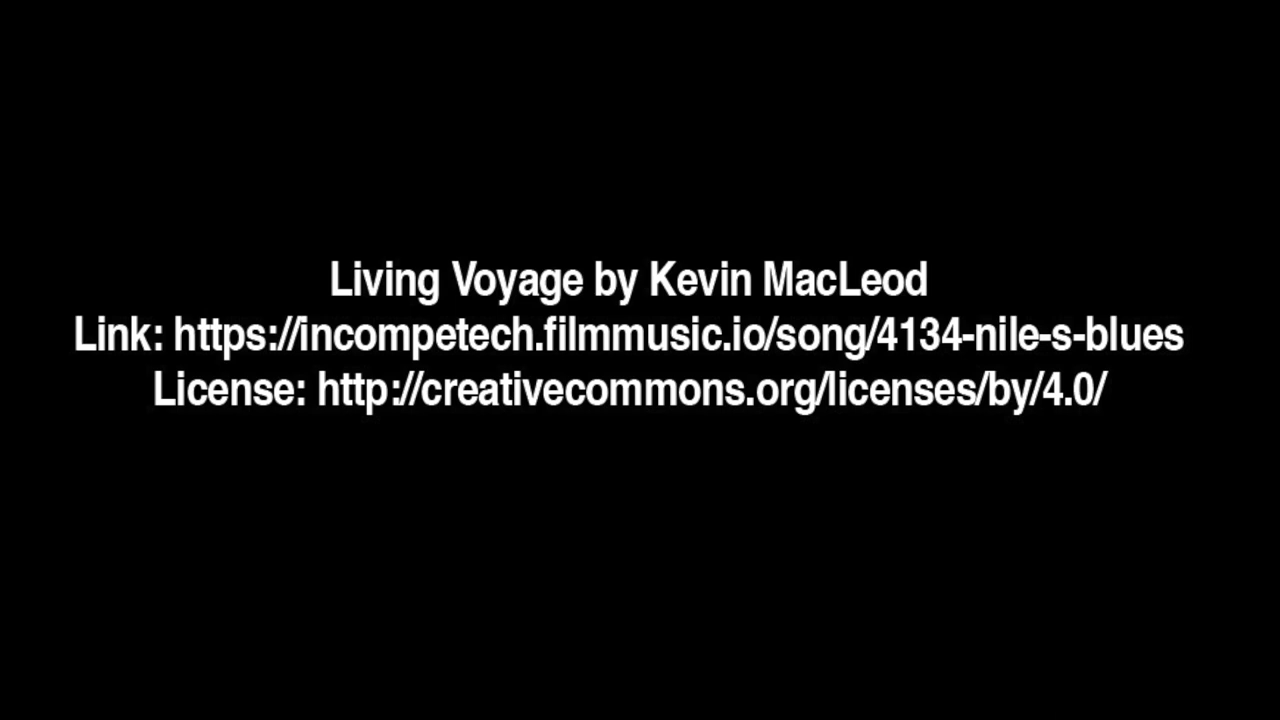 Living Voyage by Kevin MacLeod
Link: https://incompetech.filmmusic.io/song/4134-nile-s-blues
License: http://creativecommons.org/licenses/by/4.0/